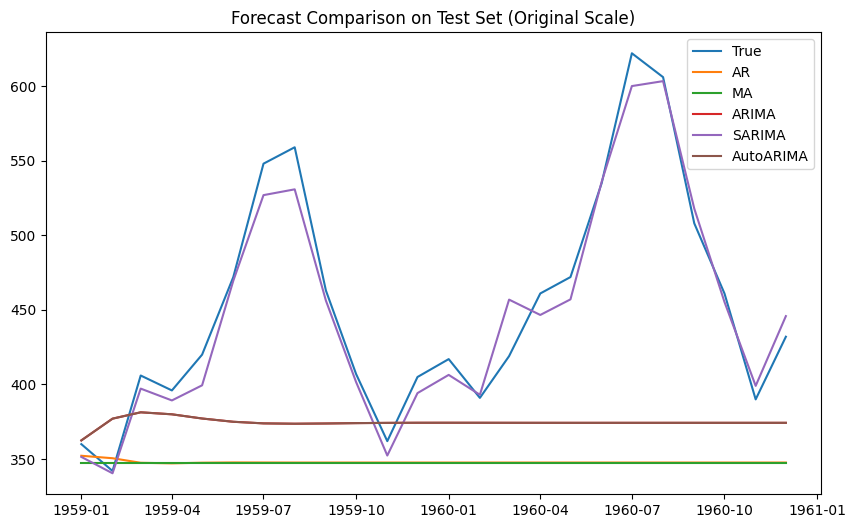 Forecast Comparison on Test Set (Original Scale)
True
AR
MA
ARIMA
SARIMA
AutoARIMA
600
550
500
450
400
350
1959-01
1959-04
1959-07
1959-10
1960-01
1960-04
1960-07
1960-10
1961-01